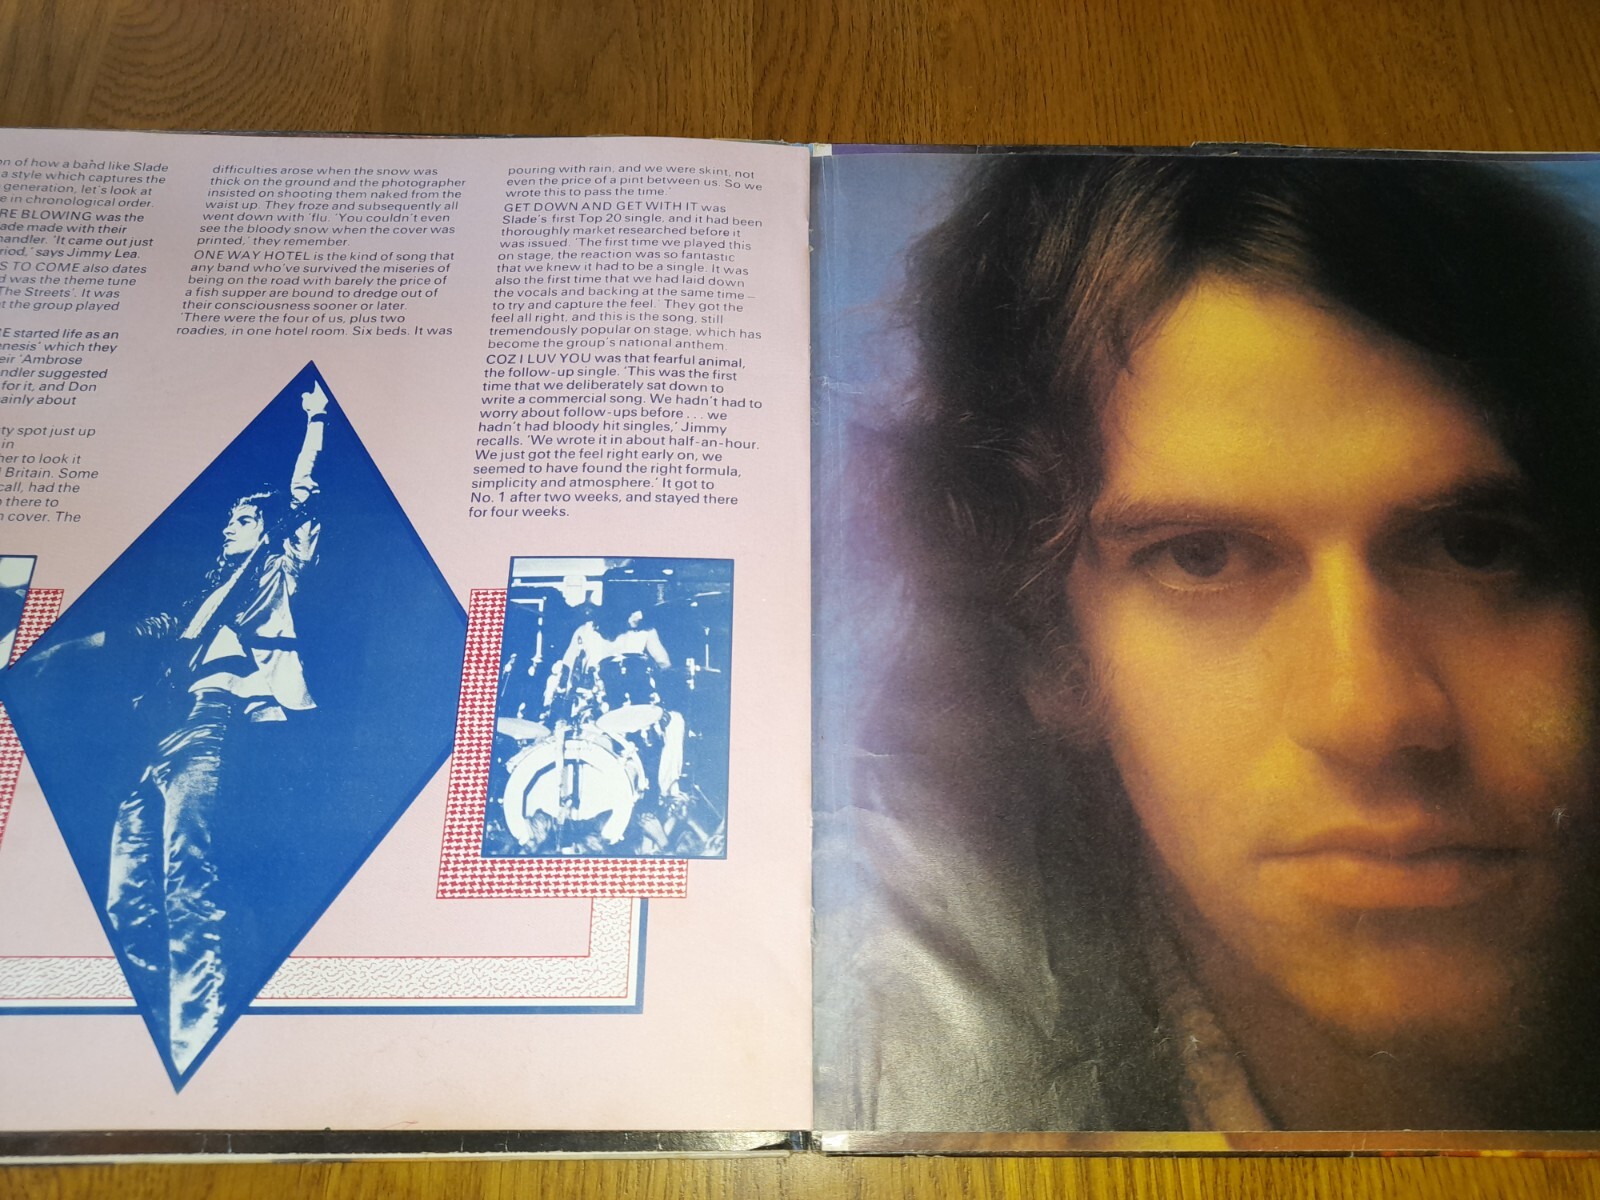 n of how a band like Slade
a style which captures the
generation, let's look at
e in chronological order.
RE BLOWING was the
ade made with their
handler. 'It came out just
riod,' says Jimmy Lea.
S TO COME also dates
d was the theme tune
The Streets'. It was
t the group played
E started life as an
nesis' which they
eir 'Ambrose
ndler suggested
for it, and Don
ainly about
ty spot just up
in
her to look it
Britain. Some
call, had the
there to
n cover. The
difficulties arose when the snow was
thick on the ground and the photographer
insisted on shooting them naked from the
waist up. They froze and subsequently all
went down with 'flu. 'You couldn't even
see the bloody snow when the cover was
printed,' they remember.
ONE WAY HOTEL is the kind of song that
any band who've survived the miseries of
being on the road with barely the price of
a fish supper are bound to dredge out of
their consciousness sooner or later.
'There were the four of us, plus two
roadies, in one hotel room. Six beds. It was
pouring with rain, and we were skint, not
even the price of a pint between us. So we
wrote this to pass the time.'
GET DOWN AND GET WITH IT was
Slade's first Top 20 single, and it had been
thoroughly market researched before it
was issued. 'The first time we played this
on stage, the reaction was so fantastic
that we knew it had to be a single. It was
also the first time that we had laid down
the vocals and backing at the same time –
to try and capture the feel.' They got the
feel all right, and this is the song, still
tremendously popular on stage, which has
become the group's national anthem.
COZ I LUV YOU was that fearful animal,
the follow-up single. 'This was the first
time that we deliberately sat down to
write a commercial song. We hadn't had to
worry about follow-ups before . . . we
hadn't had bloody hit singles,' Jimmy
recalls. 'We wrote it in about half-an-hour.
We just got the feel right early on, we
seemed to have found the right formula,
simplicity and atmosphere.' It got to
No. 1 after two weeks, and stayed there
for four weeks.